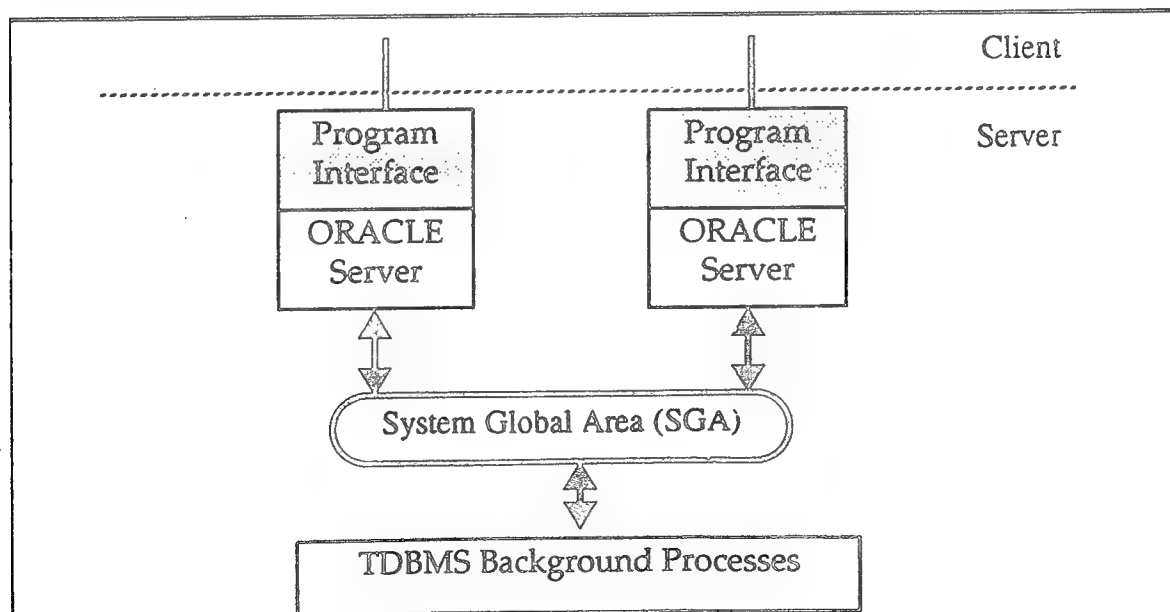 Client
Program
Interface
Program
Interface
Server
ORACLE
Server
ORACLE
Server
System Global Area (SGA)
TDBMS Background Processes